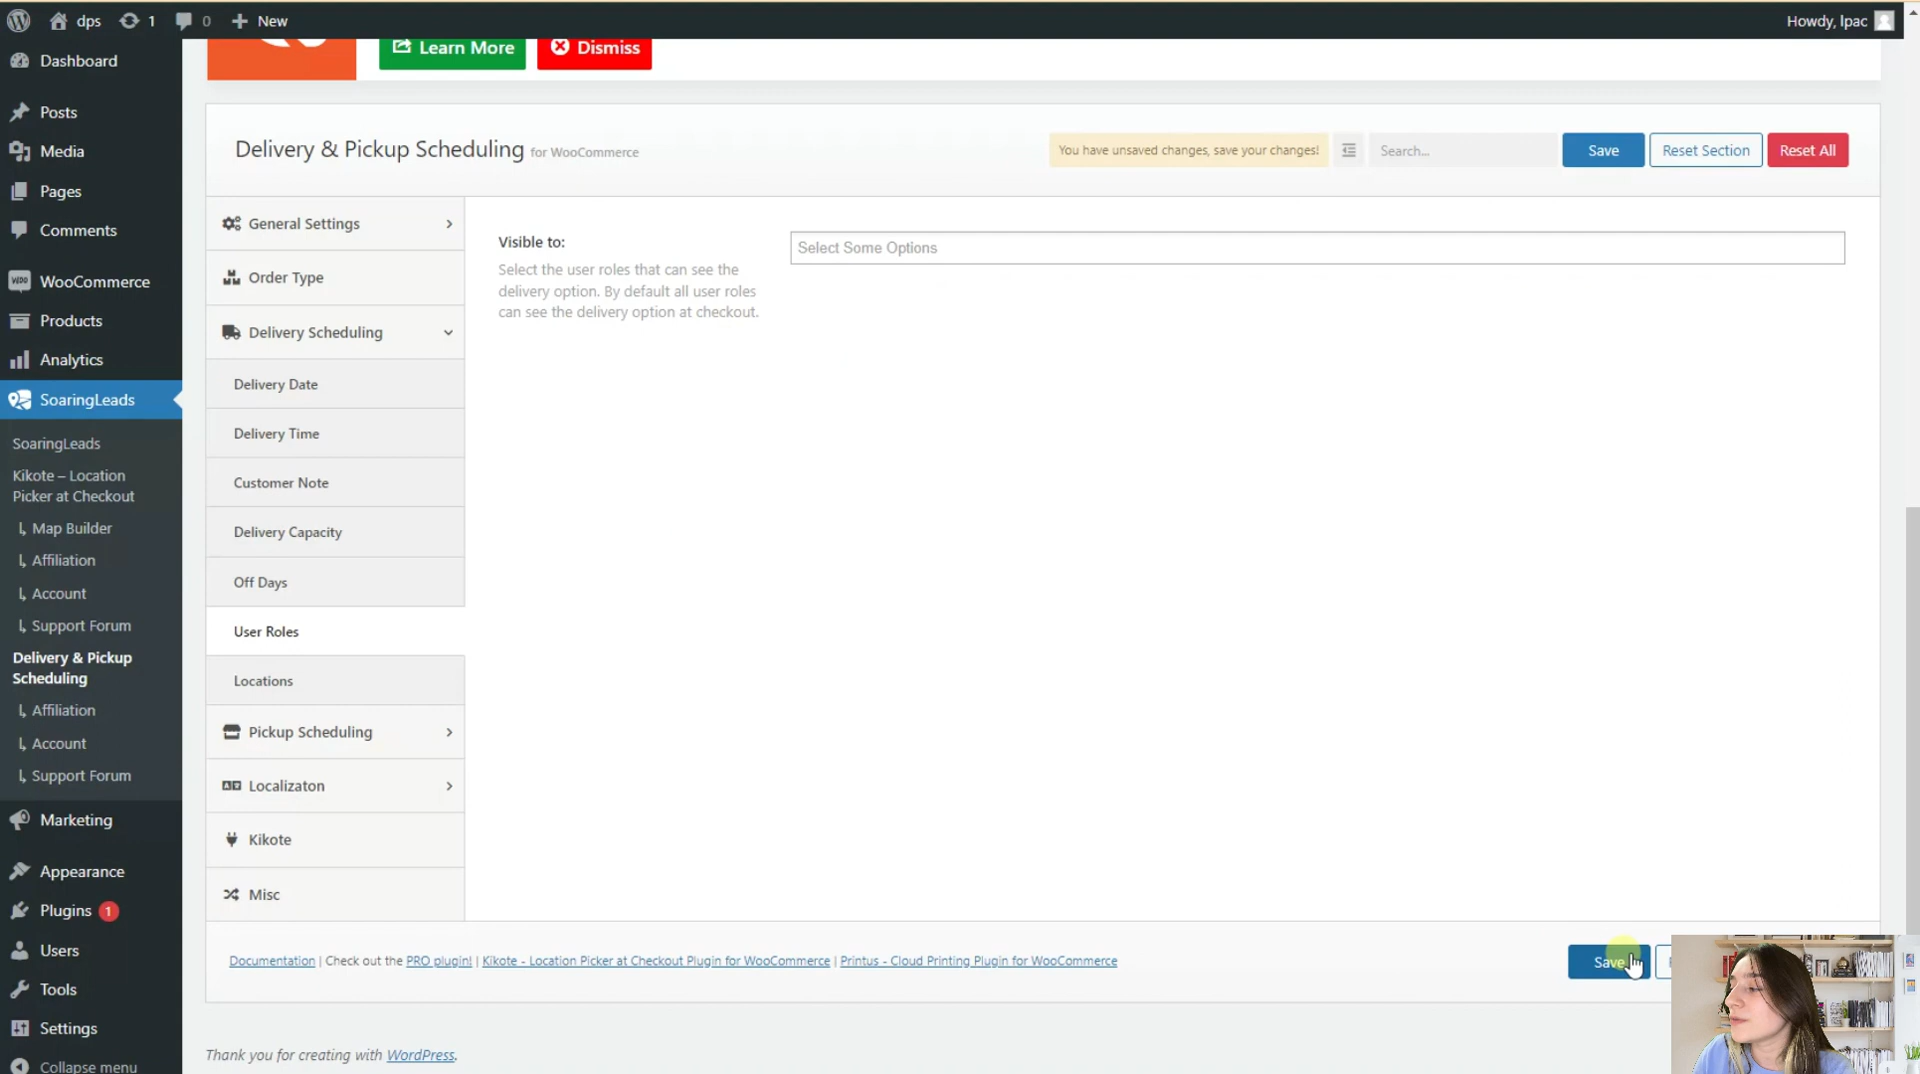 dps
1
0
New
Howdy, lpac
Learn More
Dismiss
Dashboard
Posts
Media
Pages
Comments
WooCommerce
Products
Analytics
SoaringLeads
SoaringLeads
Kikote – Location
Picker at Checkout
Map Builder
Affiliation
Account
Support Forum
Delivery & Pickup
Scheduling
Affiliation
Account
Support Forum
Marketing
Appearance
Plugins 1
Users
Tools
Settings
Collapse menu
Delivery & Pickup Scheduling for WooCommerce
You have unsaved changes, save your changes!
Search...
Save
Reset Section
Reset All
General Settings
Order Type
Delivery Scheduling
Delivery Date
Delivery Time
Customer Note
Delivery Capacity
Off Days
User Roles
Locations
Pickup Scheduling
Localizaton
Kikote
Misc
Visible to:
Select the user roles that can see the
delivery option. By default all user roles
can see the delivery option at checkout.
Select Some Options
Documentation | Check out the PRO plugin! | Kikote - Location Picker at Checkout Plugin for WooCommerce | Printus - Cloud Printing Plugin for WooCommerce
Save
Thank you for creating with WordPress.